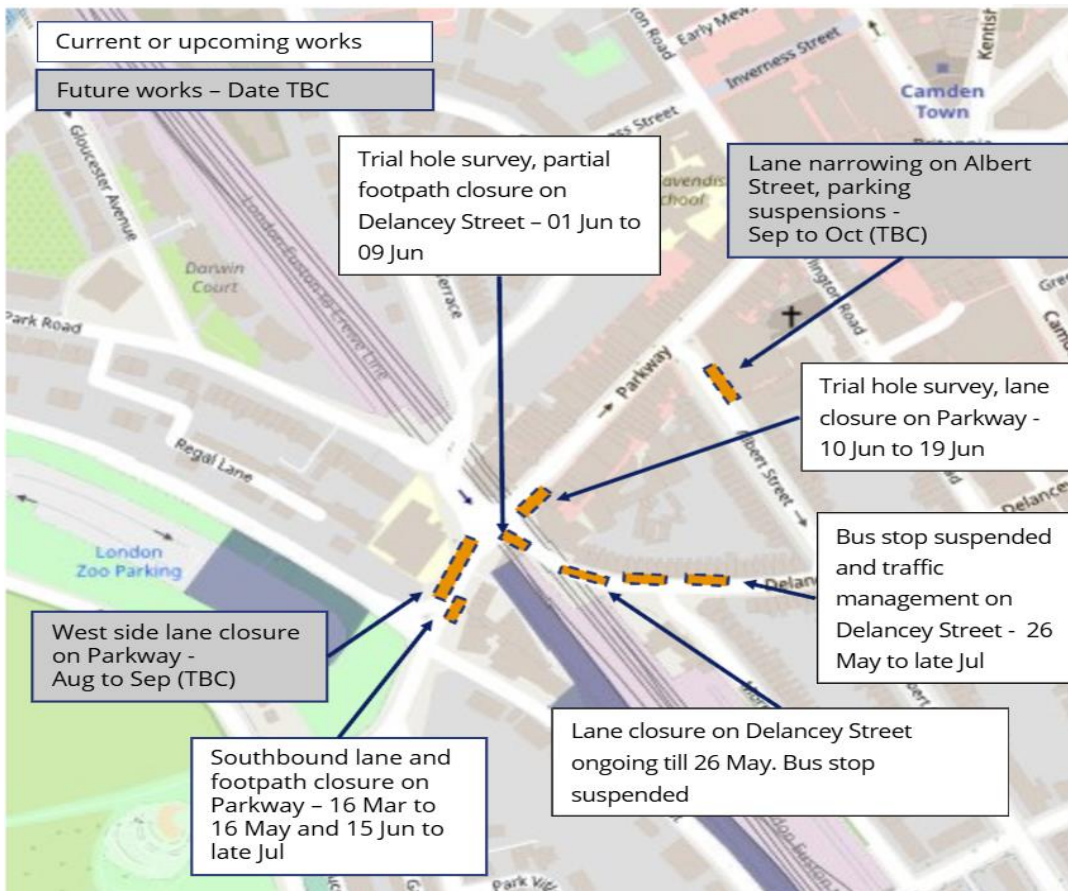 Current or upcoming works
Future works – Date TBC
Trial hole survey, partial
footpath closure on
Delancey Street – 01 Jun to
09 Jun
Lane narrowing on Albert
Street, parking
suspensions -
Sep to Oct (TBC)
Trial hole survey, lane
closure on Parkway -
10 Jun to 19 Jun
Bus stop suspended
and traffic
management on
Delancey Street - 26
May to late Jul
West side lane closure
on Parkway -
Aug to Sep (TBC)
Southbound lane and
footpath closure on
Parkway – 16 Mar to
16 May and 15 Jun to
late Jul
Lane closure on Delancey Street
ongoing till 26 May. Bus stop
suspended
Early Mews
Inverness Street
Kentish
Camden
Town
Gloucester Avenue
London Euston to Crewe Line
Darwin
Court
Park Road
Regal Lane
London
Zoo Parking
Parkway
Albert Street
Delancey